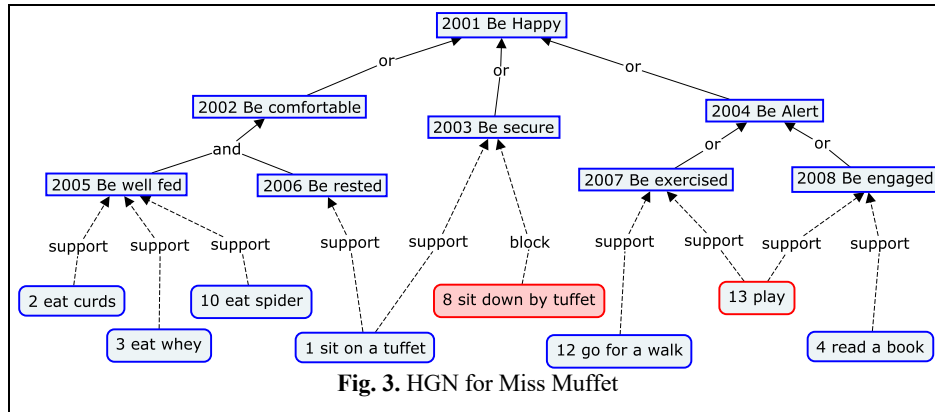 2001 Be Happy
or
or
or
2002 Be comfortable
2003 Be secure
2004 Be Alert
and
or
or
2005 Be well fed
2006 Be rested
2007 Be exercised
2008 Be engaged
support
support
support
support
support
block
support
support
support
support
2 eat curds
10 eat spider
8 sit down by tuffet
13 play
3 eat whey
1 sit on a tuffet
12 go for a walk
4 read a book
Fig. 3. HGN for Miss Muffet